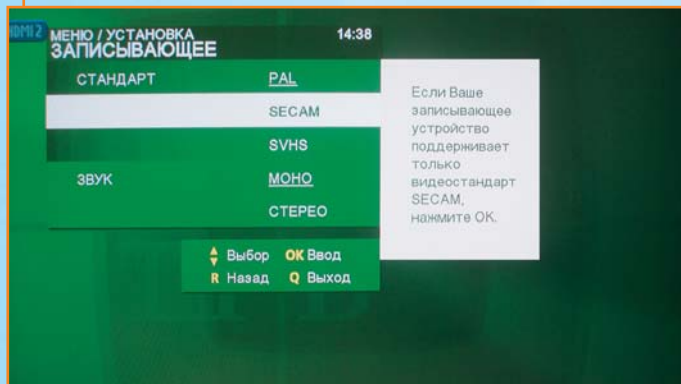 HDMI 2
МЕНЮ / УСТАНОВКА 14:38
ЗАПИСЫВАЮЩЕЕ
СТАНДАРТ PAL
SECAM
SVHS
ЗВУК МОНО
СТЕРЕО
Если Ваше
записывающее
устройство
поддерживает
только
видеостандарт
SECAM,
нажмите OK.
Выбор OK Ввод
R Назад Q Выход